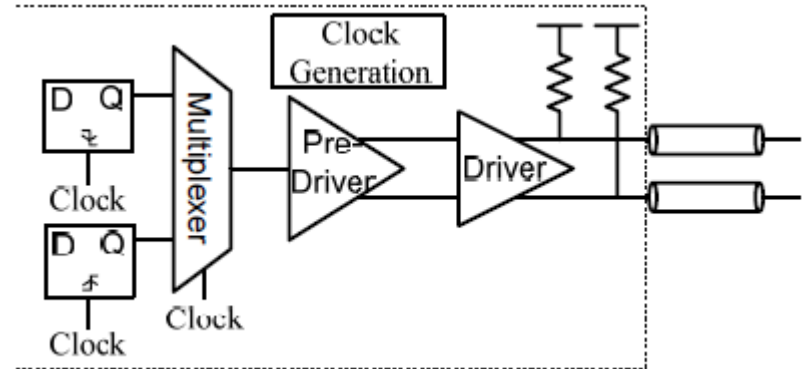 Clock
Generation
D Q
Clock
Multiplexer
Pre-
Driver
Driver
D Q
Clock
Clock